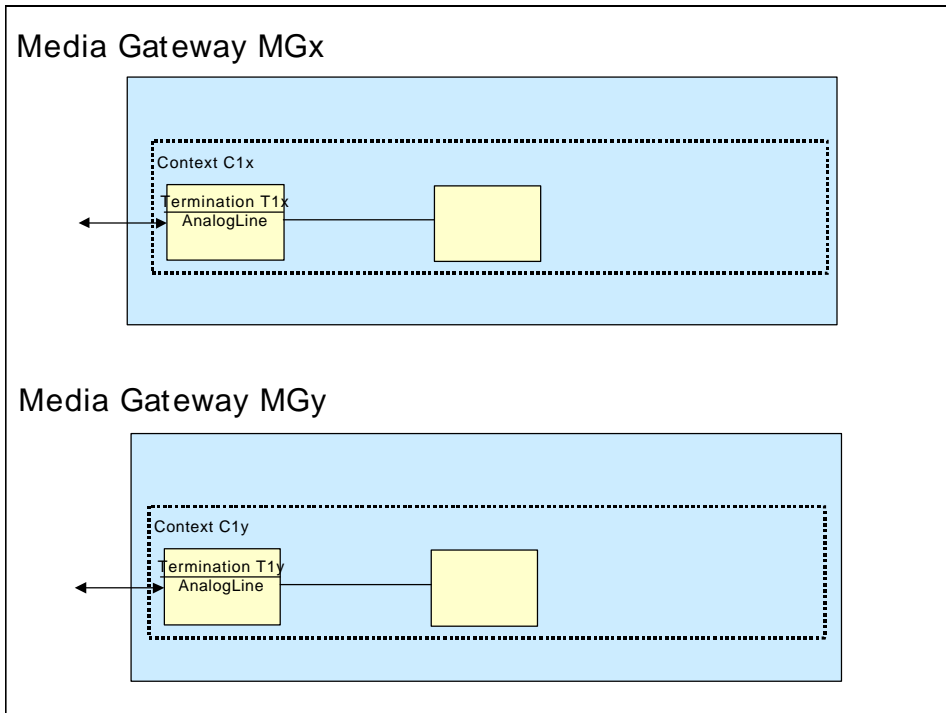 Media Gateway MGx
Context C1x
Termination T1x
AnalogLine
Media Gateway MGy
Context C1y
Termination T1y
AnalogLine